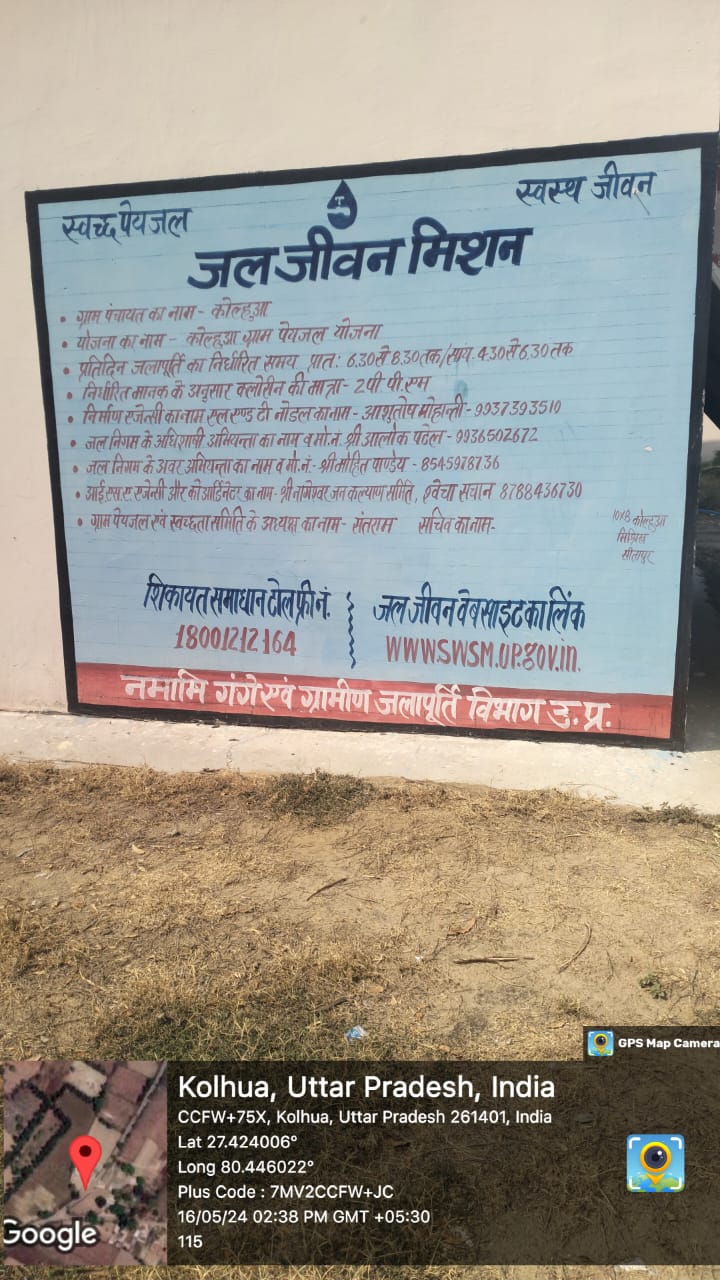 स्वच्छ पेयजल
स्वस्थ जीवन
जल जीवन मिशन
• ग्राम पंचायत का नाम - कोल्हुआ
• योजना का नाम - कोल्हुआ ग्राम पेयजल योजना
• प्रतिदिन जलापूर्ति का निर्धारित समय प्रात: 6.30 से 8.30 तक/सायं 4.30 से 6.30 तक
• निर्धारित मानक के अनुसार क्लोरीन की मात्रा - 2 पी पी.एम
• निर्माण एजेन्सी का नाम एल एण्ड टी नोडल का नाम - आशुतोष मोहान्ती - 9937393510
• जल निगम के अधिशाषी अभियन्ता का नाम व मो.नं. श्री आलोक पटेल - 9936502672
• जल निगम के अवर अभियन्ता का नाम व मो.नं. - श्री मोहित पाण्डेय - 8545978736
• आई.एस.ए. एजेन्सी और को आर्डिनेटर का नाम - श्री नागेश्वर जन कल्याण समिति, सचान 8788436730
• ग्राम पेयजल एवं स्वच्छता समिति के अध्यक्ष का नाम - संतराम सचिव का नाम-
10X8 कोल्हुआ
मिश्रिख
सीतापुर
शिकायत समाधान टोल फ्री नं.
18001212164
जल जीवन वेबसाइट का लिंक
WWW.SWSM.UP.gov.in.
नमामि गंगे एवं ग्रामीण जलापूर्ति विभाग उ. प्र.
GPS Map Camera
Kolhua, Uttar Pradesh, India
CCFW+75X, Kolhua, Uttar Pradesh 261401, India
Lat 27.424006°
Long 80.446022°
Plus Code : 7MV2CCFW+JC
16/05/24 02:38 PM GMT +05:30
115
Google